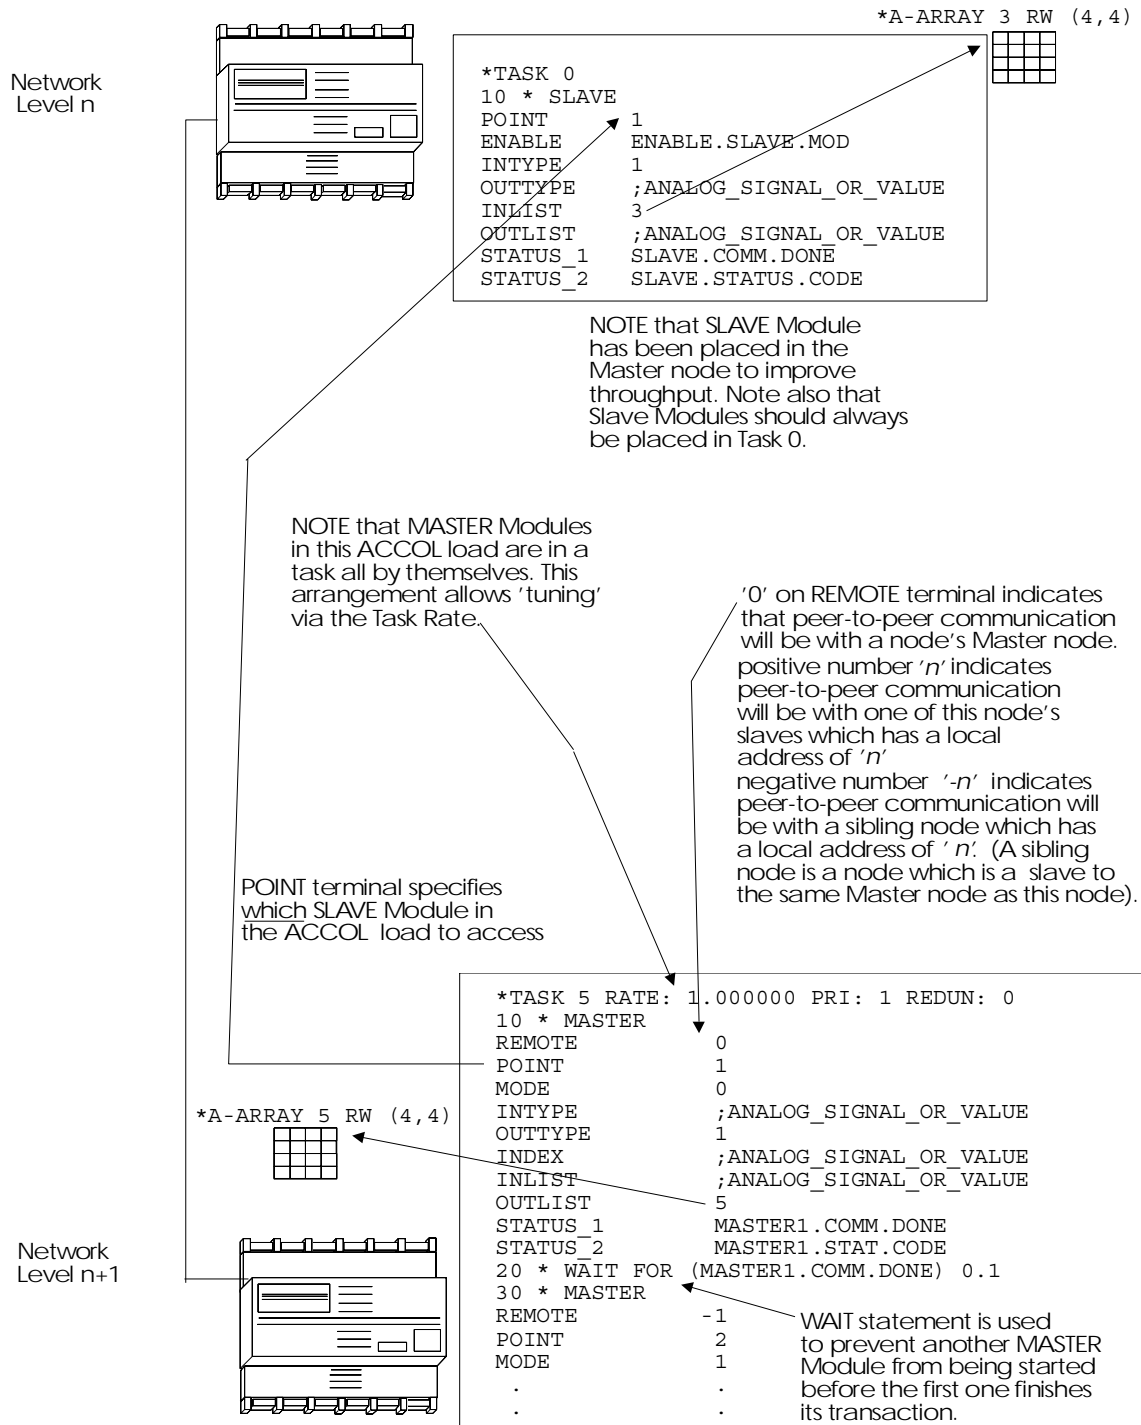 *A-ARRAY 3 RW (4,4)
Network
Level n
*TASK 0
10 * SLAVE
POINT 1
ENABLE ENABLE.SLAVE.MOD
INTYPE 1
OUTTYPE ;ANALOG_SIGNAL_OR_VALUE
INLIST 3
OUTLIST ;ANALOG_SIGNAL_OR_VALUE
STATUS_1 SLAVE.COMM.DONE
STATUS_2 SLAVE.STATUS.CODE
NOTE that SLAVE Module
has been placed in the
Master node to improve
throughput. Note also that
Slave Modules should always
be placed in Task 0.
NOTE that MASTER Modules
in this ACCOL load are in a
task all by themselves. This
arrangement allows 'tuning'
via the Task Rate.
'0' on REMOTE terminal indicates
that peer-to-peer communication
will be with a node's Master node.
positive number 'n' indicates
peer-to-peer communication
will be with one of this node's
slaves which has a local
address of 'n'
negative number '-n' indicates
peer-to-peer communication will
be with a sibling node which has
a local address of ' n'. (A sibling
node is a node which is a slave to
the same Master node as this node).
POINT terminal specifies
which SLAVE Module in
the ACCOL load to access
*TASK 5 RATE: 1.000000 PRI: 1 REDUN: 0
10 * MASTER
REMOTE 0
POINT 1
MODE 0
INTYPE ;ANALOG_SIGNAL_OR_VALUE
OUTTYPE 1
INDEX ;ANALOG_SIGNAL_OR_VALUE
INLIST ;ANALOG_SIGNAL_OR_VALUE
OUTLIST 5
STATUS_1 MASTER1.COMM.DONE
STATUS_2 MASTER1.STAT.CODE
20 * WAIT FOR (MASTER1.COMM.DONE) 0.1
30 * MASTER
REMOTE -1
POINT 2
MODE 1
. .
. .
*A-ARRAY 5 RW (4,4)
Network
Level n+1
WAIT statement is used
to prevent another MASTER
Module from being started
before the first one finishes
its transaction.